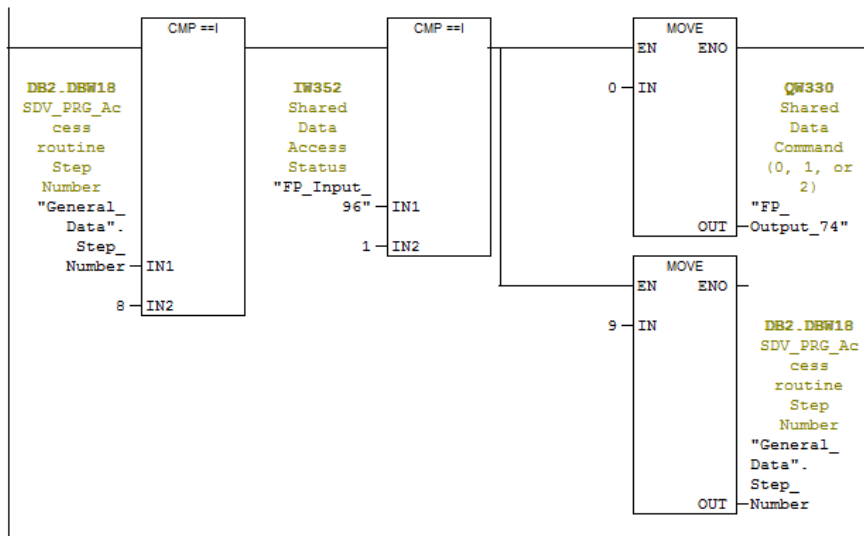 CMP ==I
DB2.DBW18
SDV_PRG_Ac
cess
routine
Step
Number
"General_
Data".
Step_
Number
IN1
8
IN2
CMP ==I
IW352
Shared
Data
Access
Status
"FP_Input_
96"
IN1
1
IN2
MOVE
EN
ENO
0
IN
QW330
Shared
Data
Command
(0, 1, or
2)
"FP_
OUT
Output_74"
MOVE
EN
ENO
9
IN
DB2.DBW18
SDV_PRG_Ac
cess
routine
Step
Number
"General_
Data".
Step_
OUT
Number